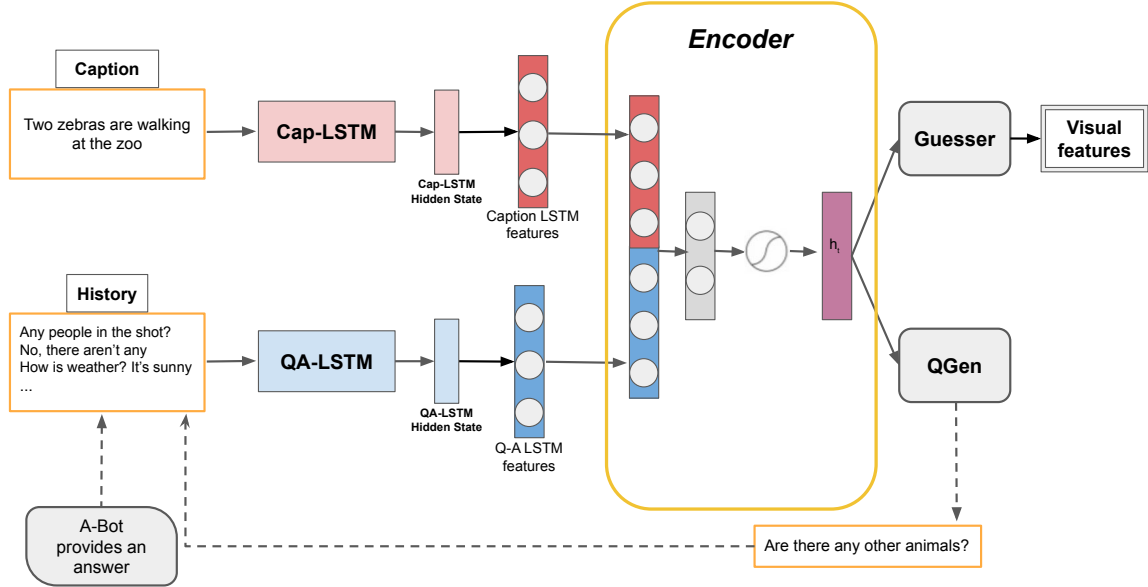 Encoder
Caption
Two zebras are walking
at the zoo
Cap-LSTM
Cap-LSTM
Hidden State
Caption LSTM
features
Guesser
Visual
features
h_t
History
Any people in the shot?
No, there aren't any
How is weather? It's sunny
...
QA-LSTM
QA-LSTM
Hidden State
Q-A LSTM
features
QGen
A-Bot
provides an
answer
Are there any other animals?